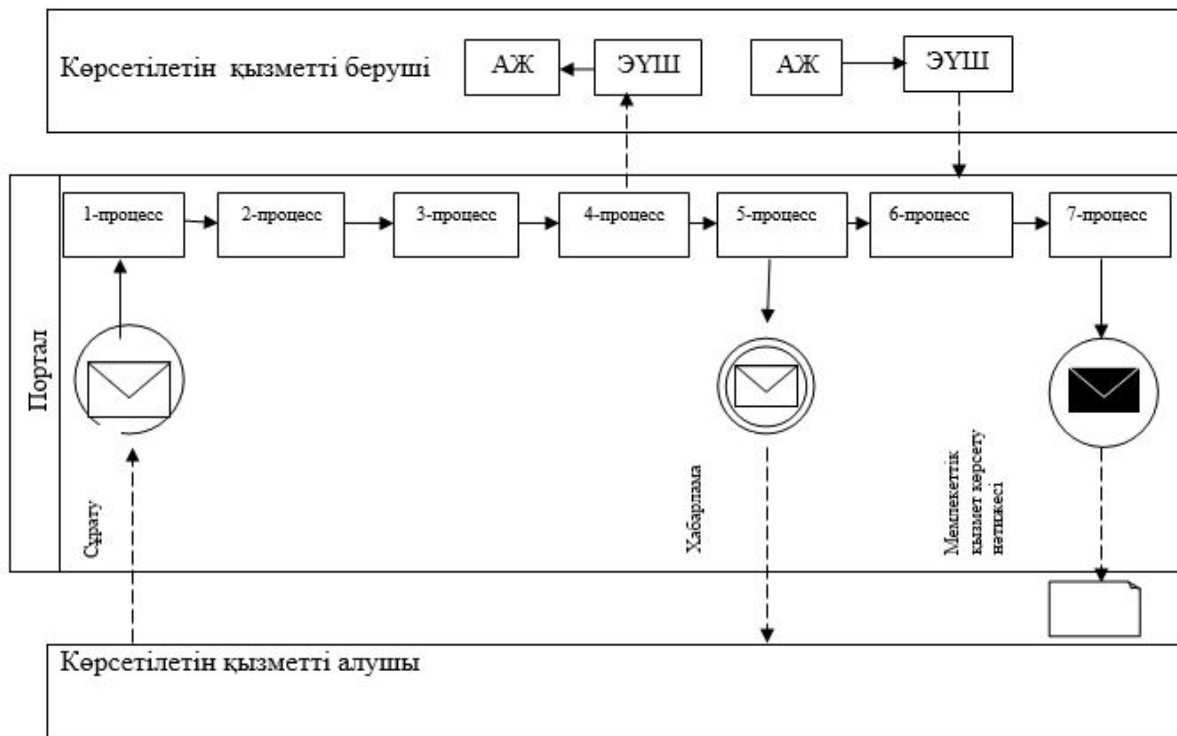 Көрсетілетін қызметті беруші
АЖ
ЭҮШ
АЖ
ЭҮШ
Портал
1-процесс
2-процесс
3-процесс
4-процесс
5-процесс
6-процесс
7-процесс
Сұрату
Хабарлама
Мемлекеттік
қызмет көрсету
нәтижесі
Көрсетілетін қызметті алушы